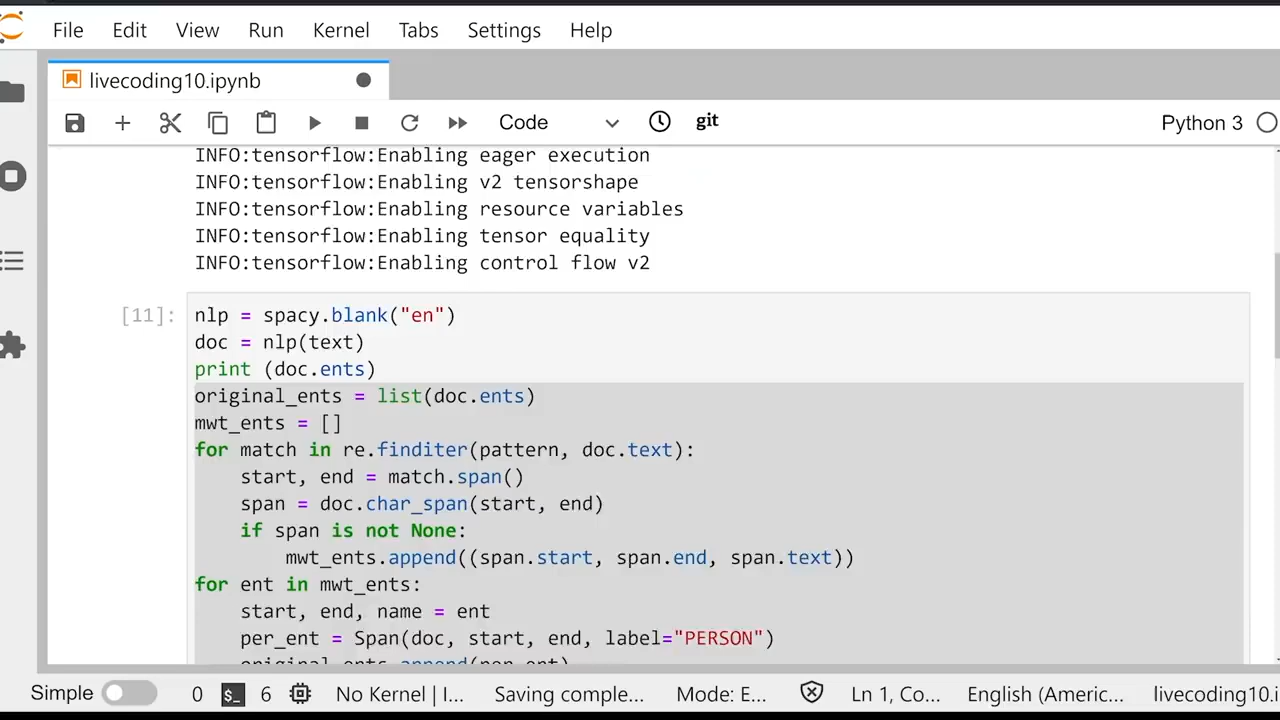 File Edit View Run Kernel Tabs Settings Help
livecoding10.ipynb
Code git Python 3
INFO:tensorflow:Enabling eager execution
INFO:tensorflow:Enabling v2 tensorshape
INFO:tensorflow:Enabling resource variables
INFO:tensorflow:Enabling tensor equality
INFO:tensorflow:Enabling control flow v2
[11]: nlp = spacy.blank("en")
doc = nlp(text)
print (doc.ents)
original_ents = list(doc.ents)
mwt_ents = []
for match in re.finditer(pattern, doc.text):
    start, end = match.span()
    span = doc.char_span(start, end)
    if span is not None:
        mwt_ents.append((span.start, span.end, span.text))
for ent in mwt_ents:
    start, end, name = ent
    per_ent = Span(doc, start, end, label="PERSON")
    original_ents.append(per_ent)
Simple 0 $_ 6 No Kernel | I... Saving comple... Mode: E... Ln 1, Co... English (Americ... livecoding10.i